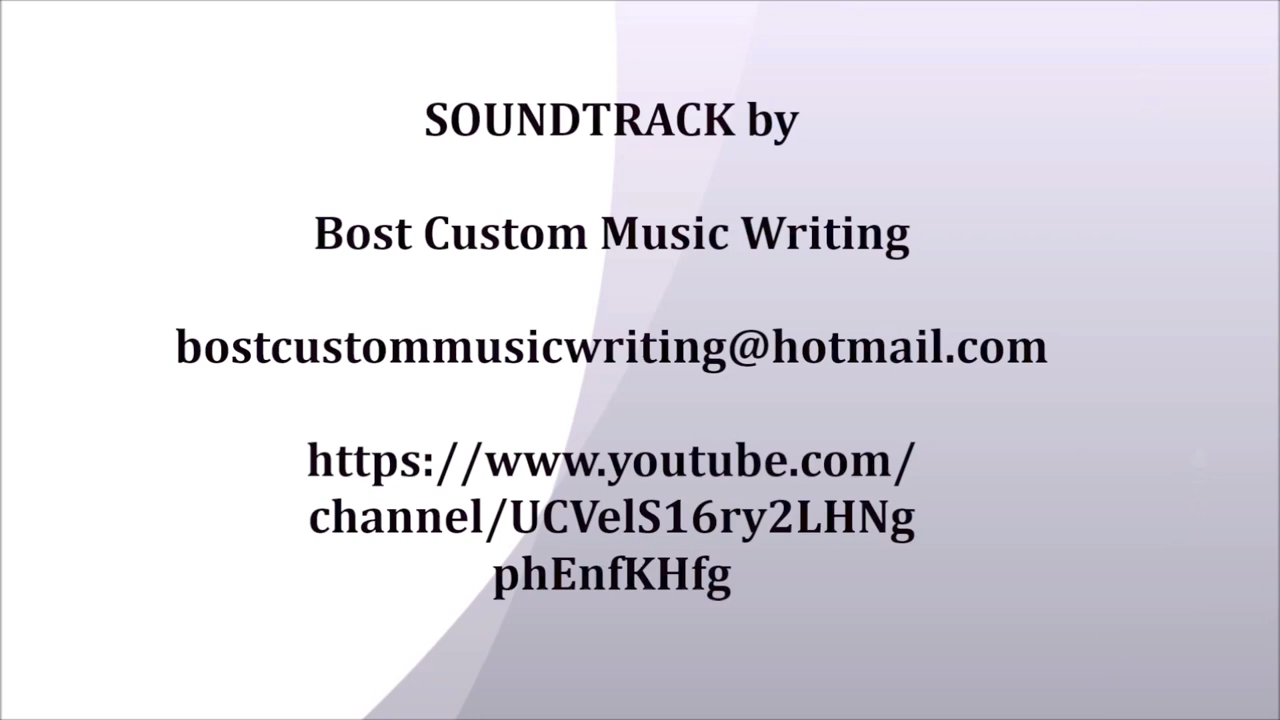 SOUNDTRACK by
Bost Custom Music Writing
bostcustommusicwriting@hotmail.com
https://www.youtube.com/
channel/UCVelS16ry2LHNg
phEnfKHfg